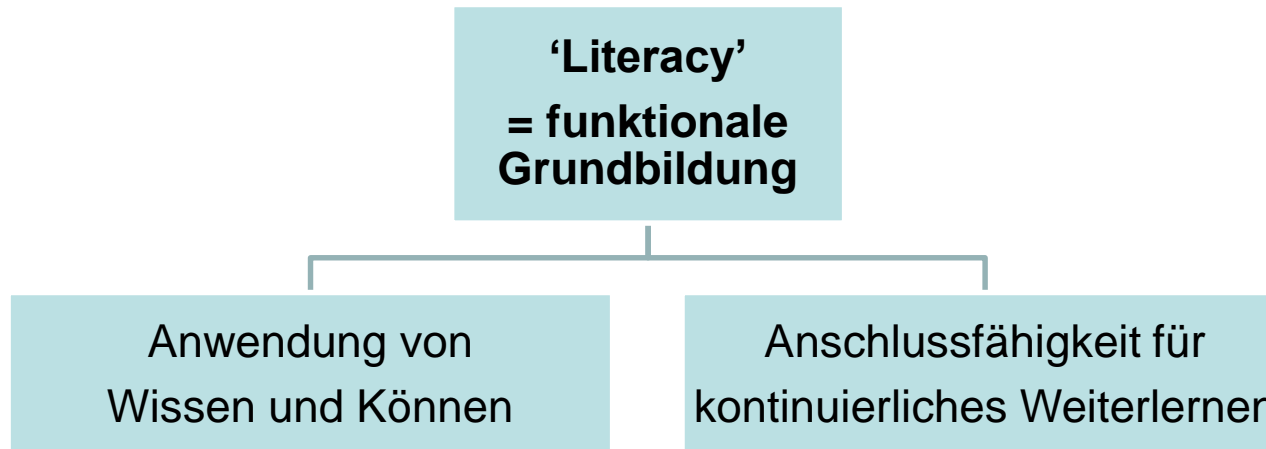 ‘Literacy’
= funktionale
Grundbildung
Anwendung von
Wissen und Können
Anschlussfähigkeit für
kontinuierliches Weiterlernen